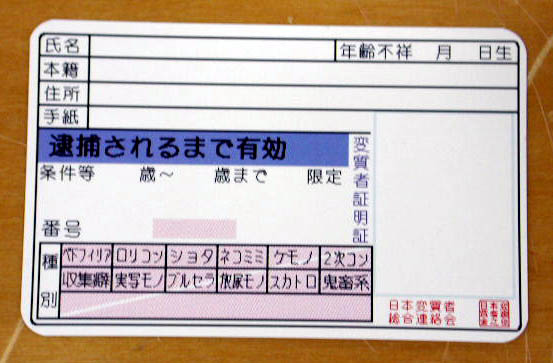 氏名 年齢不祥 月 日生
本籍
住所
手紙
逮捕されるまで有効
変質者証明証
条件等 歳～ 歳まで 限定
番号
種別
ペドフィリア ロリコン ショタ ネコミミ ケモノ 2次コン
収集癖 実写モノ ブルセラ 放尿モノ スカトロ 鬼畜系
日本変質者
総合連絡会